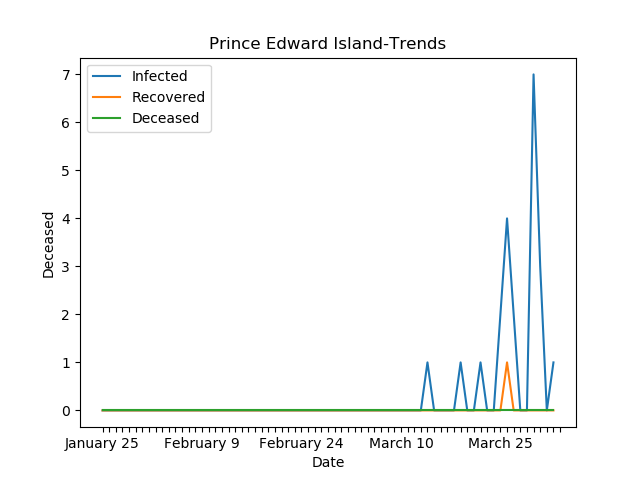 Prince Edward Island-Trends
Infected
Recovered
Deceased
7
6
5
4
3
2
1
0
Deceased
January 25
February 9
February 24
March 10
March 25
Date